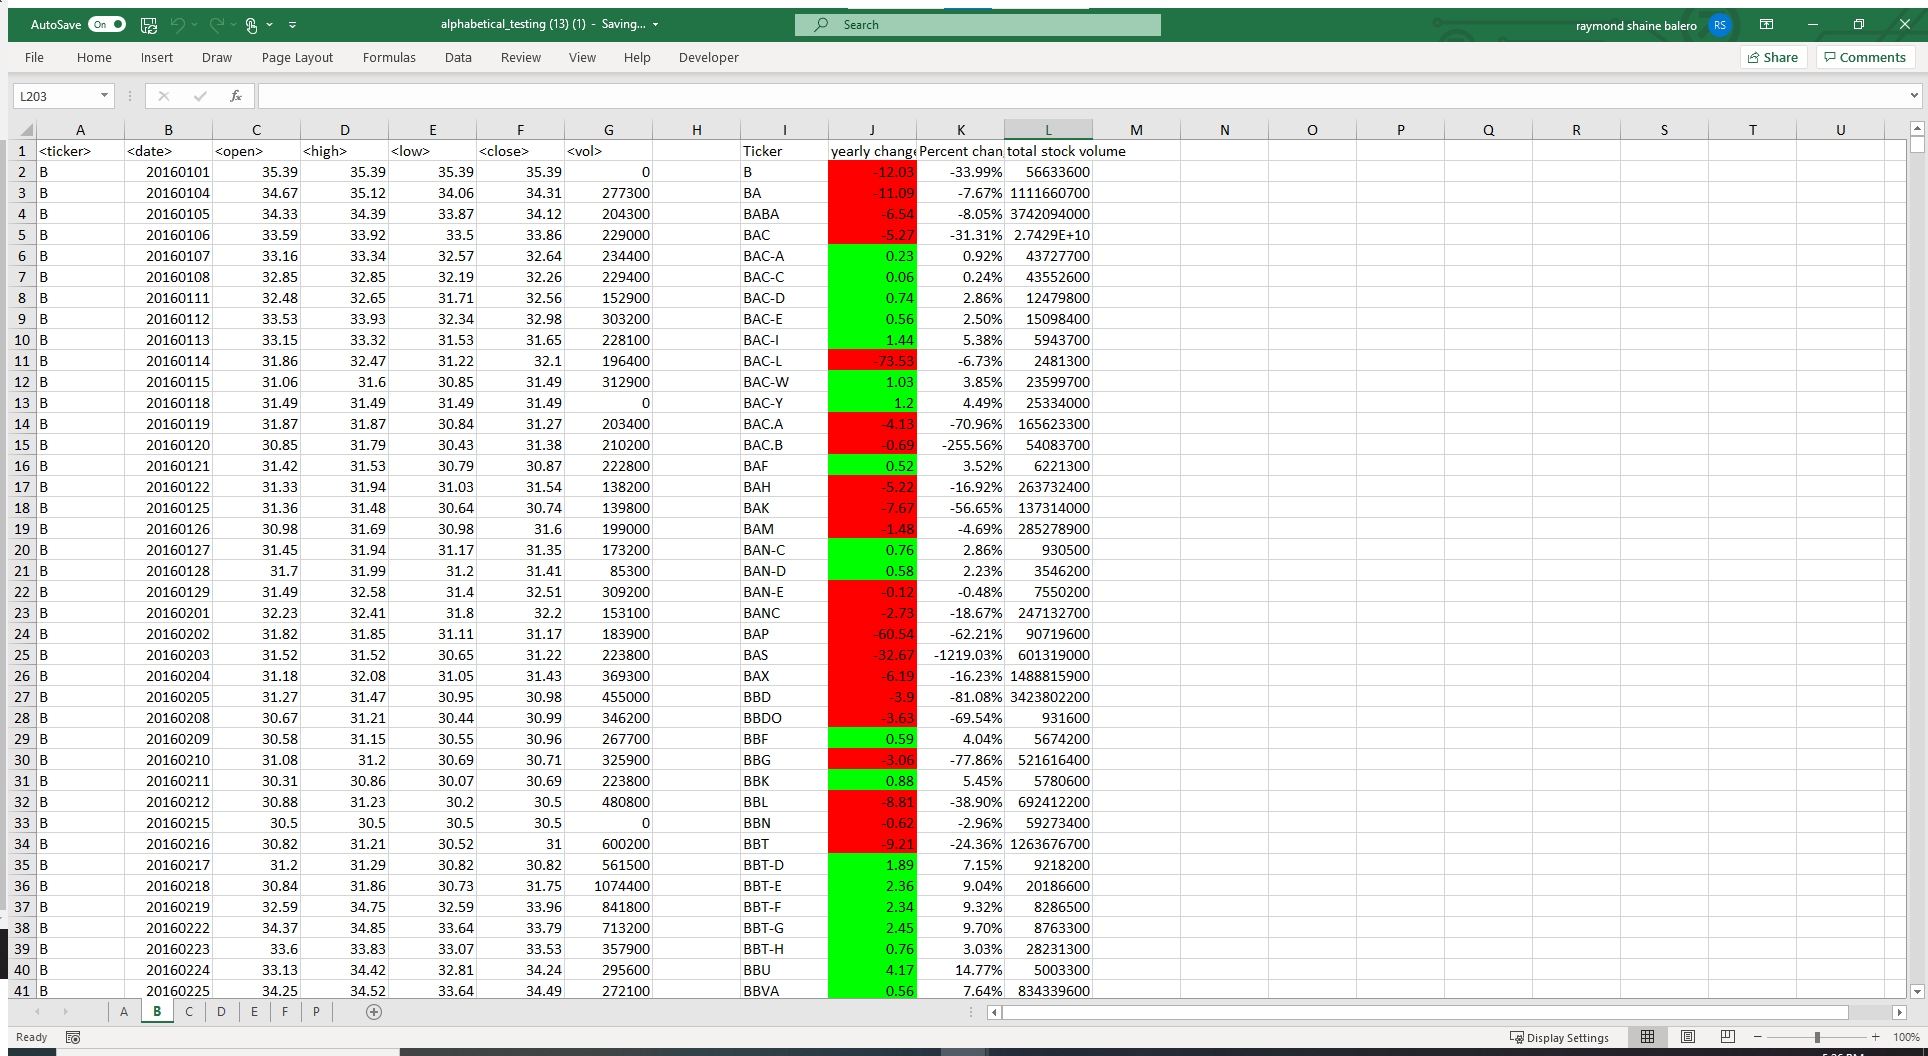 AutoSave On alphabetical_testing (13) (1) - Saving... Search raymond shaine balero RS
File Home Insert Draw Page Layout Formulas Data Review View Help Developer Share Comments
L203 fx
A B C D E F G H I J K L M N O P Q R S T U
1 <ticker> <date> <open> <high> <low> <close> <vol> Ticker yearly change Percent chan total stock volume
2 B 20160101 35.39 35.39 35.39 35.39 0 B -12.03 -33.99% 56633600
3 B 20160104 34.67 35.12 34.06 34.31 277300 BA -11.09 -7.67% 1111660700
4 B 20160105 34.33 34.39 33.87 34.12 204300 BABA -6.54 -8.05% 3742094000
5 B 20160106 33.59 33.92 33.5 33.86 229000 BAC -5.27 -31.31% 2.7429E+10
6 B 20160107 33.16 33.34 32.57 32.64 234400 BAC-A 0.23 0.92% 43727700
7 B 20160108 32.85 32.85 32.19 32.26 229400 BAC-C 0.06 0.24% 43552600
8 B 20160111 32.48 32.65 31.71 32.56 152900 BAC-D 0.74 2.86% 12479800
9 B 20160112 33.53 33.93 32.34 32.98 303200 BAC-E 0.56 2.50% 15098400
10 B 20160113 33.15 33.32 31.53 31.65 228100 BAC-I 1.44 5.38% 5943700
11 B 20160114 31.86 32.47 31.22 32.1 196400 BAC-L -73.53 -6.73% 2481300
12 B 20160115 31.06 31.6 30.85 31.49 312900 BAC-W 1.03 3.85% 23599700
13 B 20160118 31.49 31.49 31.49 31.49 0 BAC-Y 1.2 4.49% 25334000
14 B 20160119 31.87 31.87 30.84 31.27 203400 BAC.A -4.13 -70.96% 165623300
15 B 20160120 30.85 31.79 30.43 31.38 210200 BAC.B -0.69 -255.56% 54083700
16 B 20160121 31.42 31.53 30.79 30.87 222800 BAF 0.52 3.52% 6221300
17 B 20160122 31.33 31.94 31.03 31.54 138200 BAH -5.22 -16.92% 263732400
18 B 20160125 31.36 31.48 30.64 30.74 139800 BAK -7.67 -56.65% 137314000
19 B 20160126 30.98 31.69 30.98 31.6 199000 BAM -1.48 -4.69% 285278900
20 B 20160127 31.45 31.94 31.17 31.35 173200 BAN-C 0.76 2.86% 930500
21 B 20160128 31.7 31.99 31.2 31.41 85300 BAN-D 0.58 2.23% 3546200
22 B 20160129 31.49 32.58 31.4 32.51 309200 BAN-E -0.12 -0.48% 7550200
23 B 20160201 32.23 32.41 31.8 32.2 153100 BANC -2.73 -18.67% 247132700
24 B 20160202 31.82 31.85 31.11 31.17 183900 BAP -60.54 -62.21% 90719600
25 B 20160203 31.52 31.52 30.65 31.22 223800 BAS -32.67 -1219.03% 601319000
26 B 20160204 31.18 32.08 31.05 31.43 369300 BAX -6.19 -16.23% 1488815900
27 B 20160205 31.27 31.47 30.95 30.98 455000 BBD -3.9 -81.08% 3423802200
28 B 20160208 30.67 31.21 30.44 30.99 346200 BBDO -3.63 -69.54% 931600
29 B 20160209 30.58 31.15 30.55 30.96 267700 BBF 0.59 4.04% 5674200
30 B 20160210 31.08 31.2 30.69 30.71 325900 BBG -3.06 -77.86% 521616400
31 B 20160211 30.31 30.86 30.07 30.69 223800 BBK 0.88 5.45% 5780600
32 B 20160212 30.88 31.23 30.2 30.5 480800 BBL -8.81 -38.90% 692412200
33 B 20160215 30.5 30.5 30.5 30.5 0 BBN -0.62 -2.96% 59273400
34 B 20160216 30.82 31.21 30.52 31 600200 BBT -9.21 -24.36% 1263676700
35 B 20160217 31.2 31.29 30.82 30.82 561500 BBT-D 1.89 7.15% 9218200
36 B 20160218 30.84 31.86 30.73 31.75 1074400 BBT-E 2.36 9.04% 20186600
37 B 20160219 32.59 34.75 32.59 33.96 841800 BBT-F 2.34 9.32% 8286500
38 B 20160222 34.37 34.85 33.64 33.79 713200 BBT-G 2.45 9.70% 8763300
39 B 20160223 33.6 33.83 33.07 33.53 357900 BBT-H 0.76 3.03% 28231300
40 B 20160224 33.13 34.42 32.81 34.24 295600 BBU 4.17 14.77% 5003300
41 B 20160225 34.25 34.52 33.64 34.49 272100 BBVA 0.56 7.64% 834339600
A B C D E F P
Ready Display Settings 100%